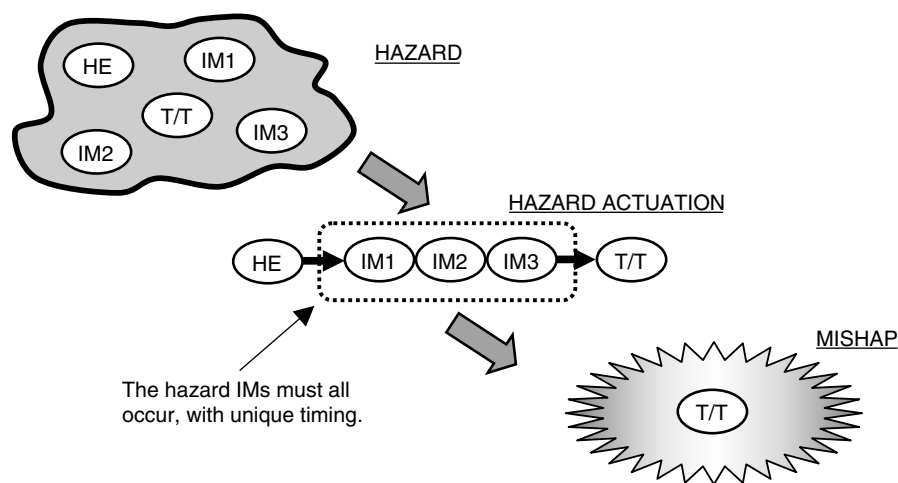 HAZARD
HE
IM1
T/T
IM2
IM3
HAZARD ACTUATION
HE
IM1
IM2
IM3
T/T
The hazard IMs must all
occur, with unique timing.
MISHAP
T/T